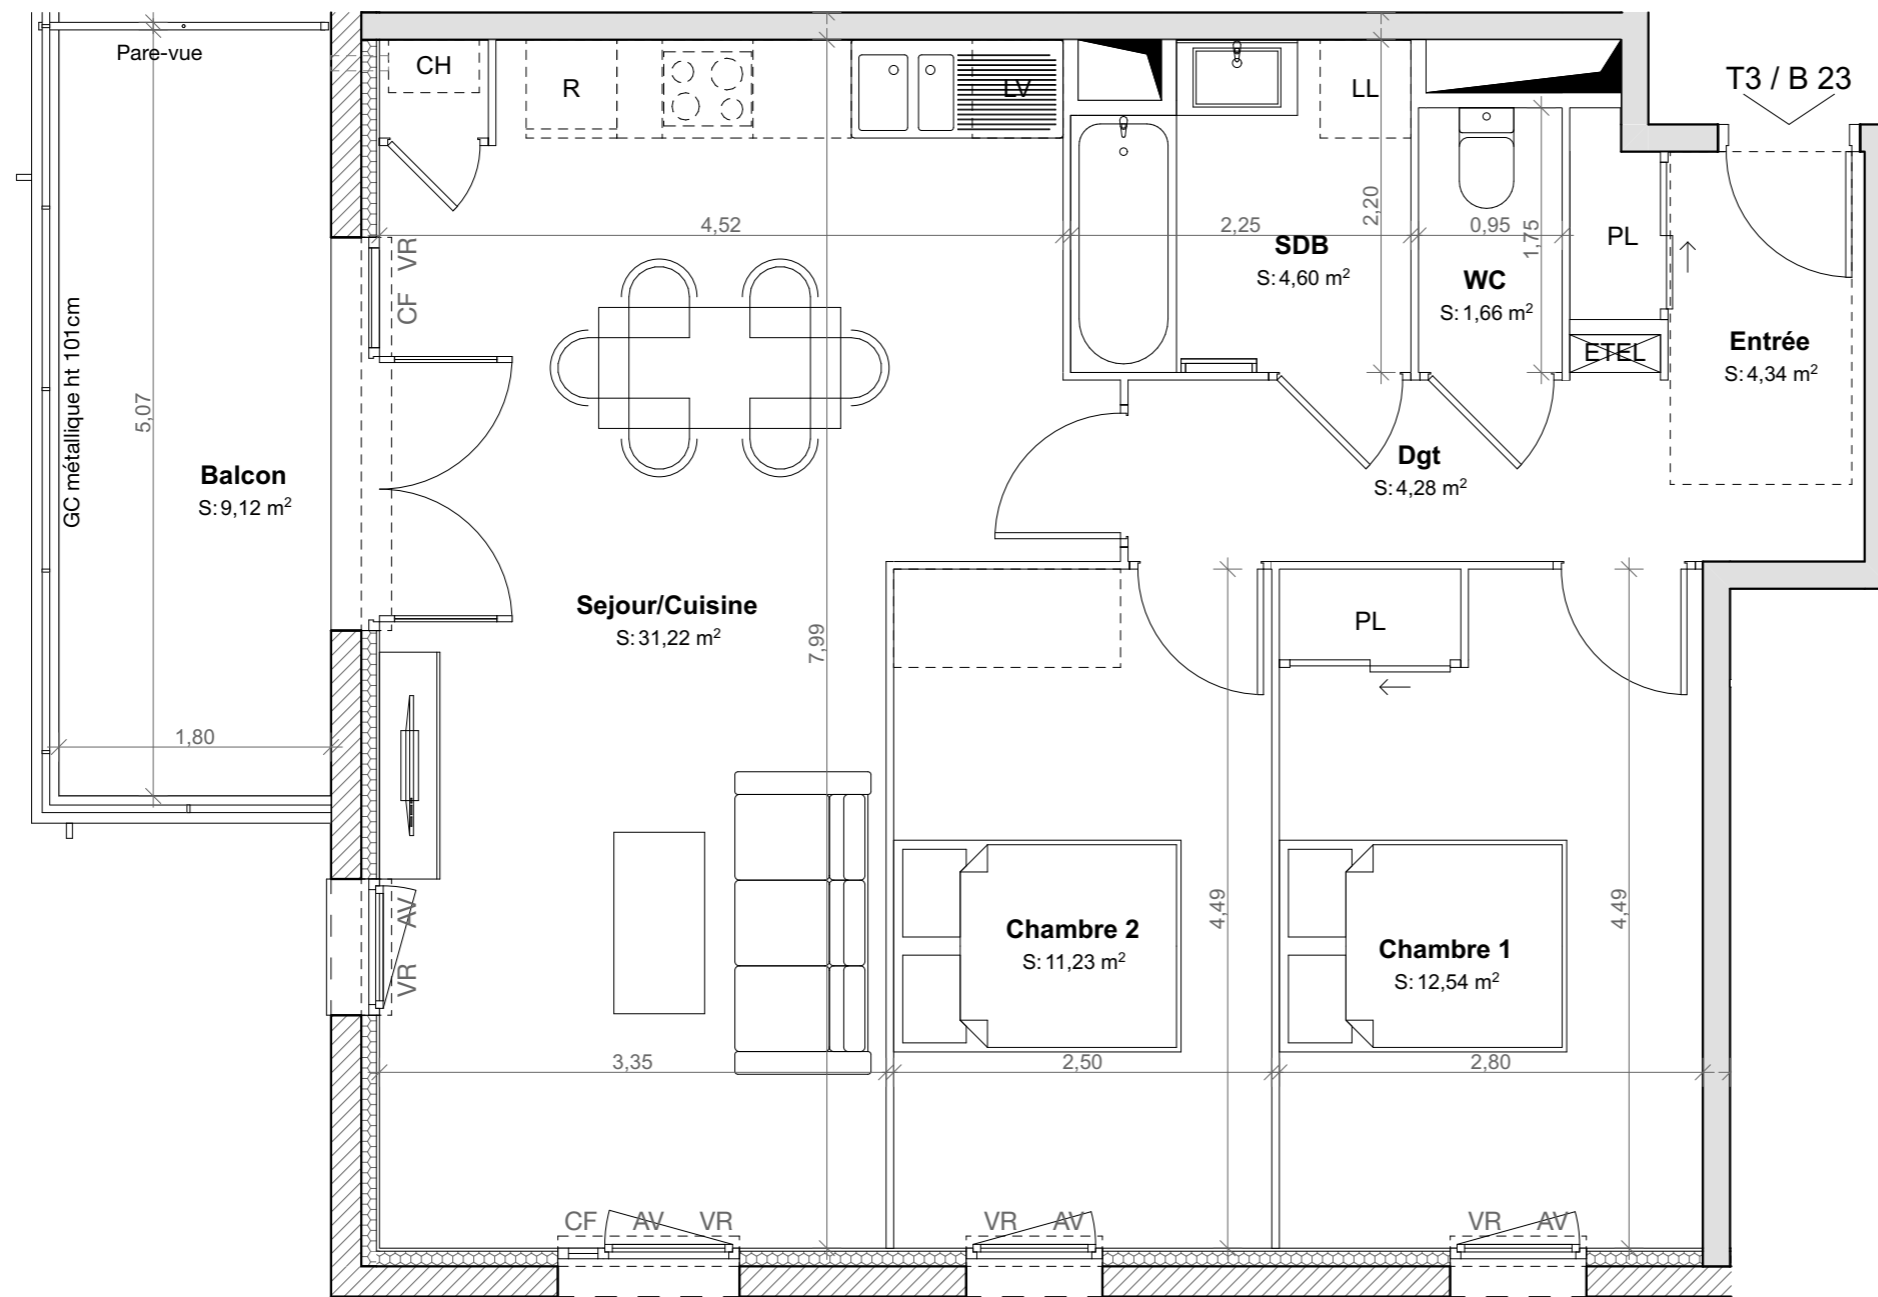 Pare-vue
CH
R
LV
LL
T3 / B 23
4,52
2,25
2,20
0,95
1,75
PL
SDB
S: 4,60 m²
WC
S: 1,66 m²
VR
CF
ETEL
Entrée
S: 4,34 m²
GC métallique ht 101cm
5,07
Balcon
S: 9,12 m²
Dgt
S: 4,28 m²
Sejour/Cuisine
S: 31,22 m²
7,99
PL
1,80
AV
VR
4,49
4,49
Chambre 2
S: 11,23 m²
Chambre 1
S: 12,54 m²
3,35
2,50
2,80
CF AV VR
VR AV
VR AV